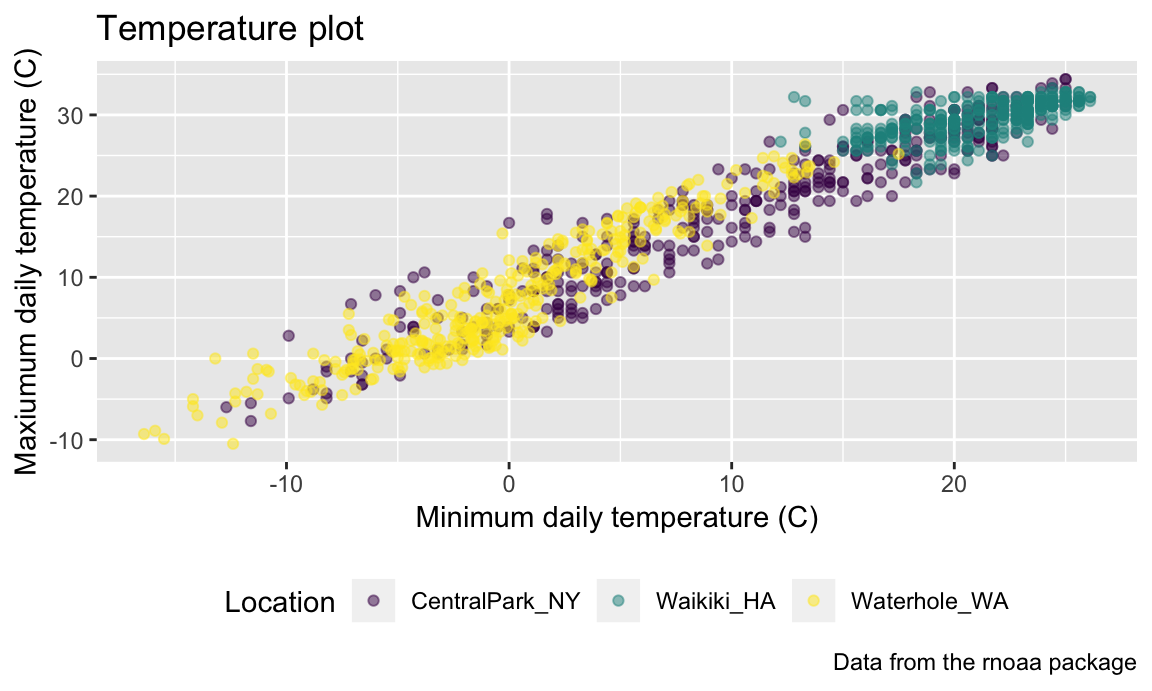 Temperature plot
Maxiumum daily temperature (C)
30
20
10
0
-10
-10 0 10 20
Minimum daily temperature (C)
Location CentralPark_NY Waikiki_HA Waterhole_WA
Data from the rnoaa package